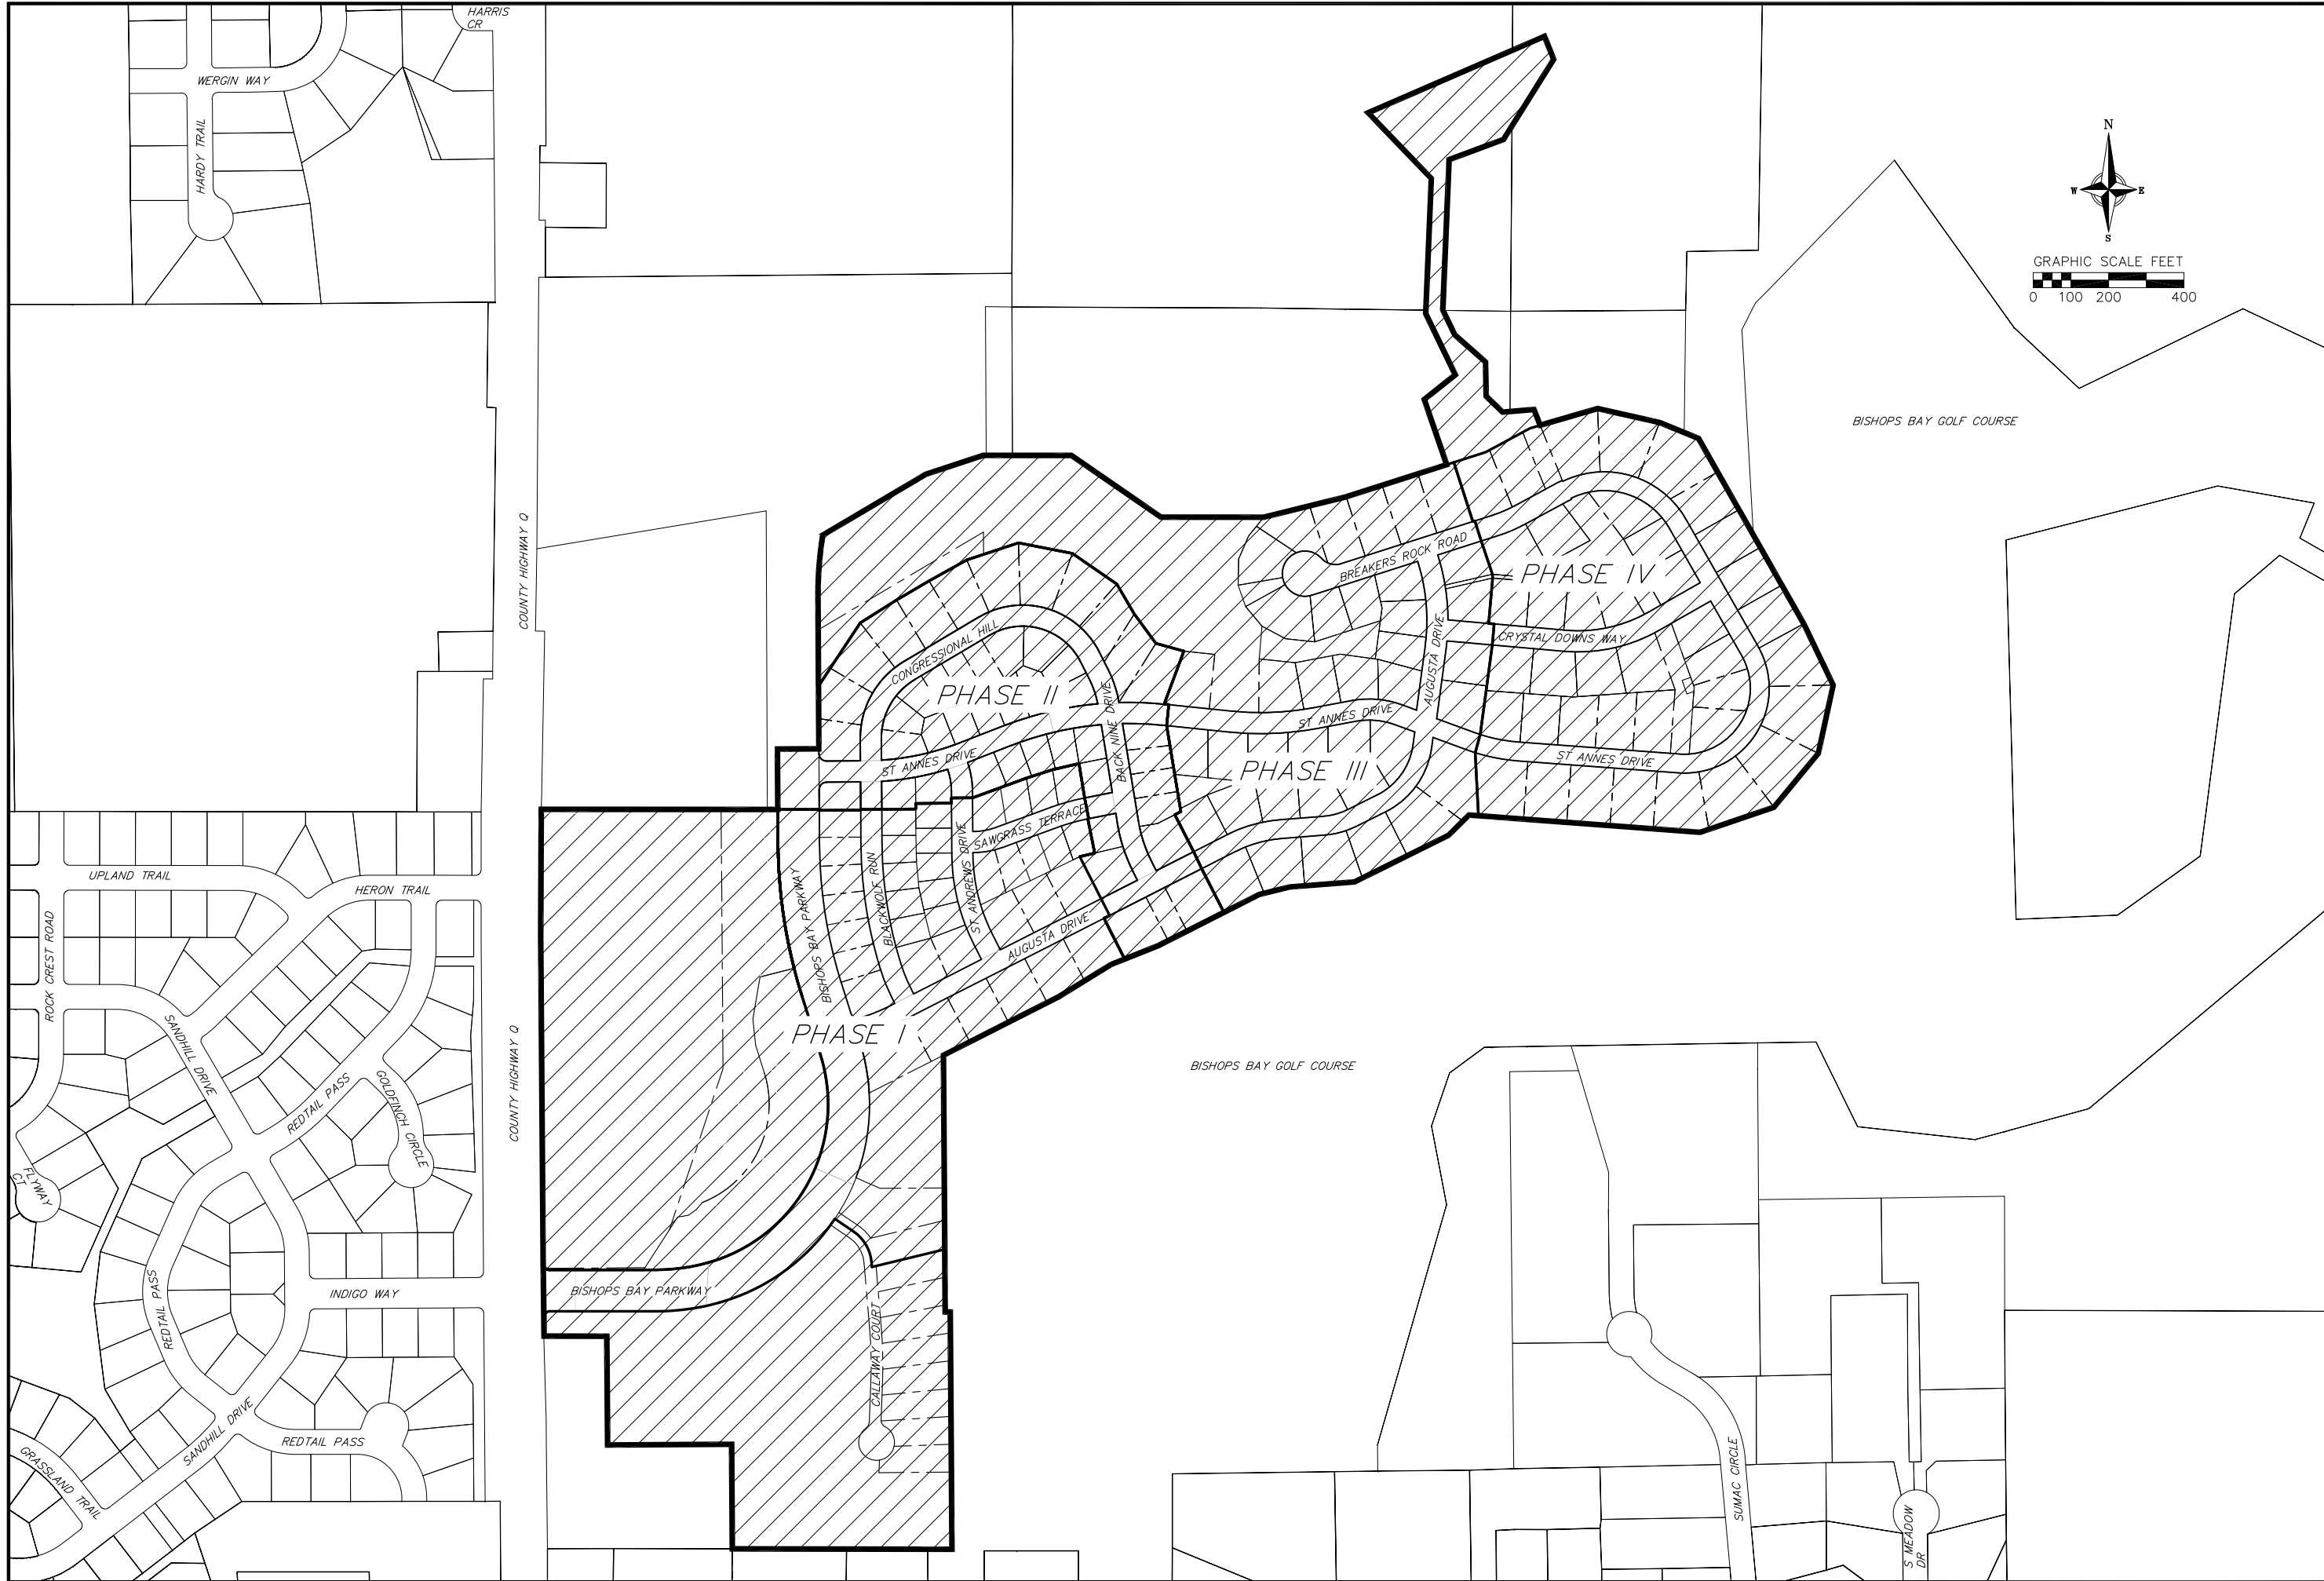 HARRIS
CR
WERGIN WAY
HARDY TRAIL
N
W E
S
GRAPHIC SCALE FEET
0 100 200 400
BISHOPS BAY GOLF COURSE
COUNTY HIGHWAY Q
BREAKERS ROCK ROAD
PHASE IV
CONGRESSIONAL HILL
CRYSTAL DOWNS WAY
AUGUSTA DRIVE
PHASE II
BACK NINE DRIVE
ST ANNES DRIVE
ST ANNES DRIVE
ST ANNES DRIVE
PHASE III
SAWGRASS TERRACE
UPLAND TRAIL
HERON TRAIL
BISHOPS BAY PARKWAY
BLACKWOLF RUN
ST ANDREWS DRIVE
AUGUSTA DRIVE
ROCK CREST ROAD
PHASE I
SANDHILL DRIVE
COUNTY HIGHWAY Q
BISHOPS BAY GOLF COURSE
REDTAIL PASS
GOLDFINCH CIRCLE
FLYWAY
CT
REDTAIL PASS
INDIGO WAY
BISHOPS BAY PARKWAY
CALLAWAY COURT
SANDHILL DRIVE
REDTAIL PASS
GRASSLAND TRAIL
SUMAC CIRCLE
S MEADOW
DR